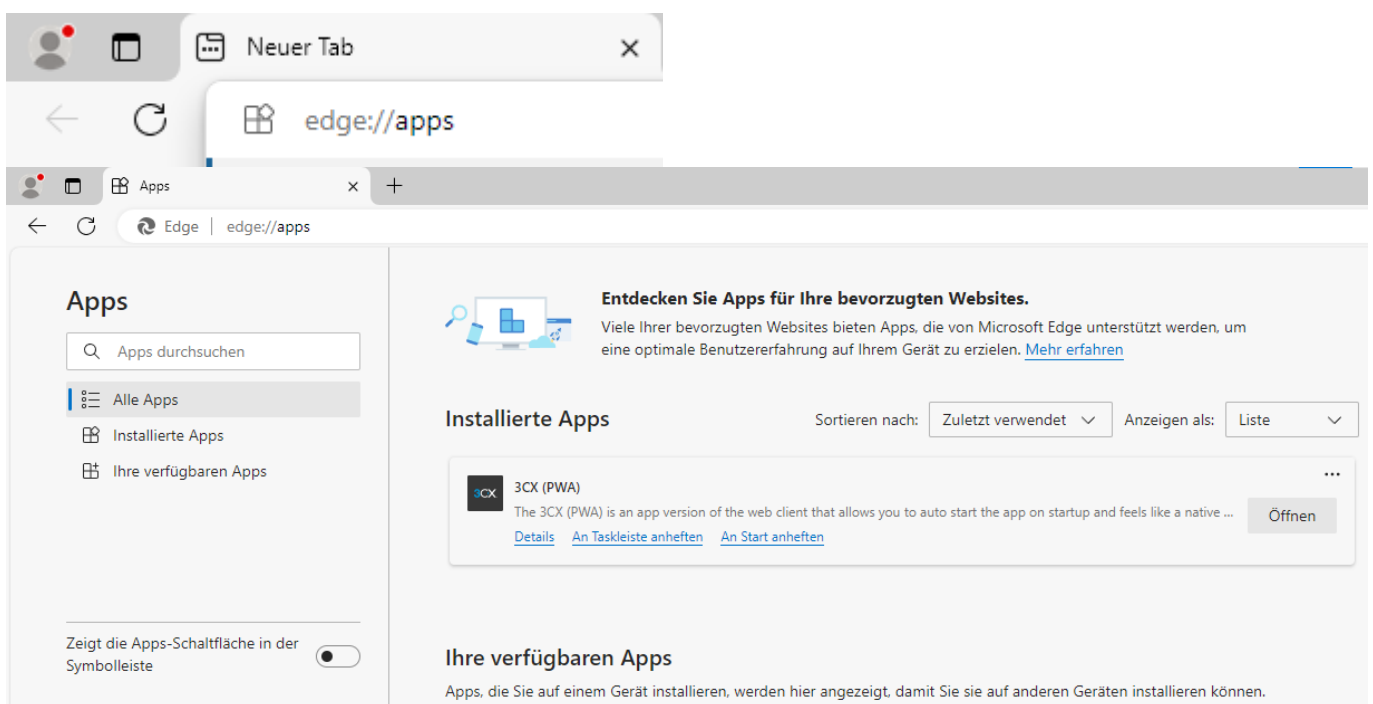 Neuer Tab
edge://apps
Apps
Edge | edge://apps
Apps
Apps durchsuchen
Alle Apps
Installierte Apps
Ihre verfügbaren Apps
Zeigt die Apps-Schaltfläche in der
Symbolleiste
Entdecken Sie Apps für Ihre bevorzugten Websites.
Viele Ihrer bevorzugten Websites bieten Apps, die von Microsoft Edge unterstützt werden, um
eine optimale Benutzererfahrung auf Ihrem Gerät zu erzielen. Mehr erfahren
Installierte Apps Sortieren nach: Zuletzt verwendet Anzeigen als: Liste
3CX 3CX (PWA)
The 3CX (PWA) is an app version of the web client that allows you to auto start the app on startup and feels like a native ...
Öffnen
Details An Taskleiste anheften An Start anheften
Ihre verfügbaren Apps
Apps, die Sie auf einem Gerät installieren, werden hier angezeigt, damit Sie sie auf anderen Geräten installieren können.